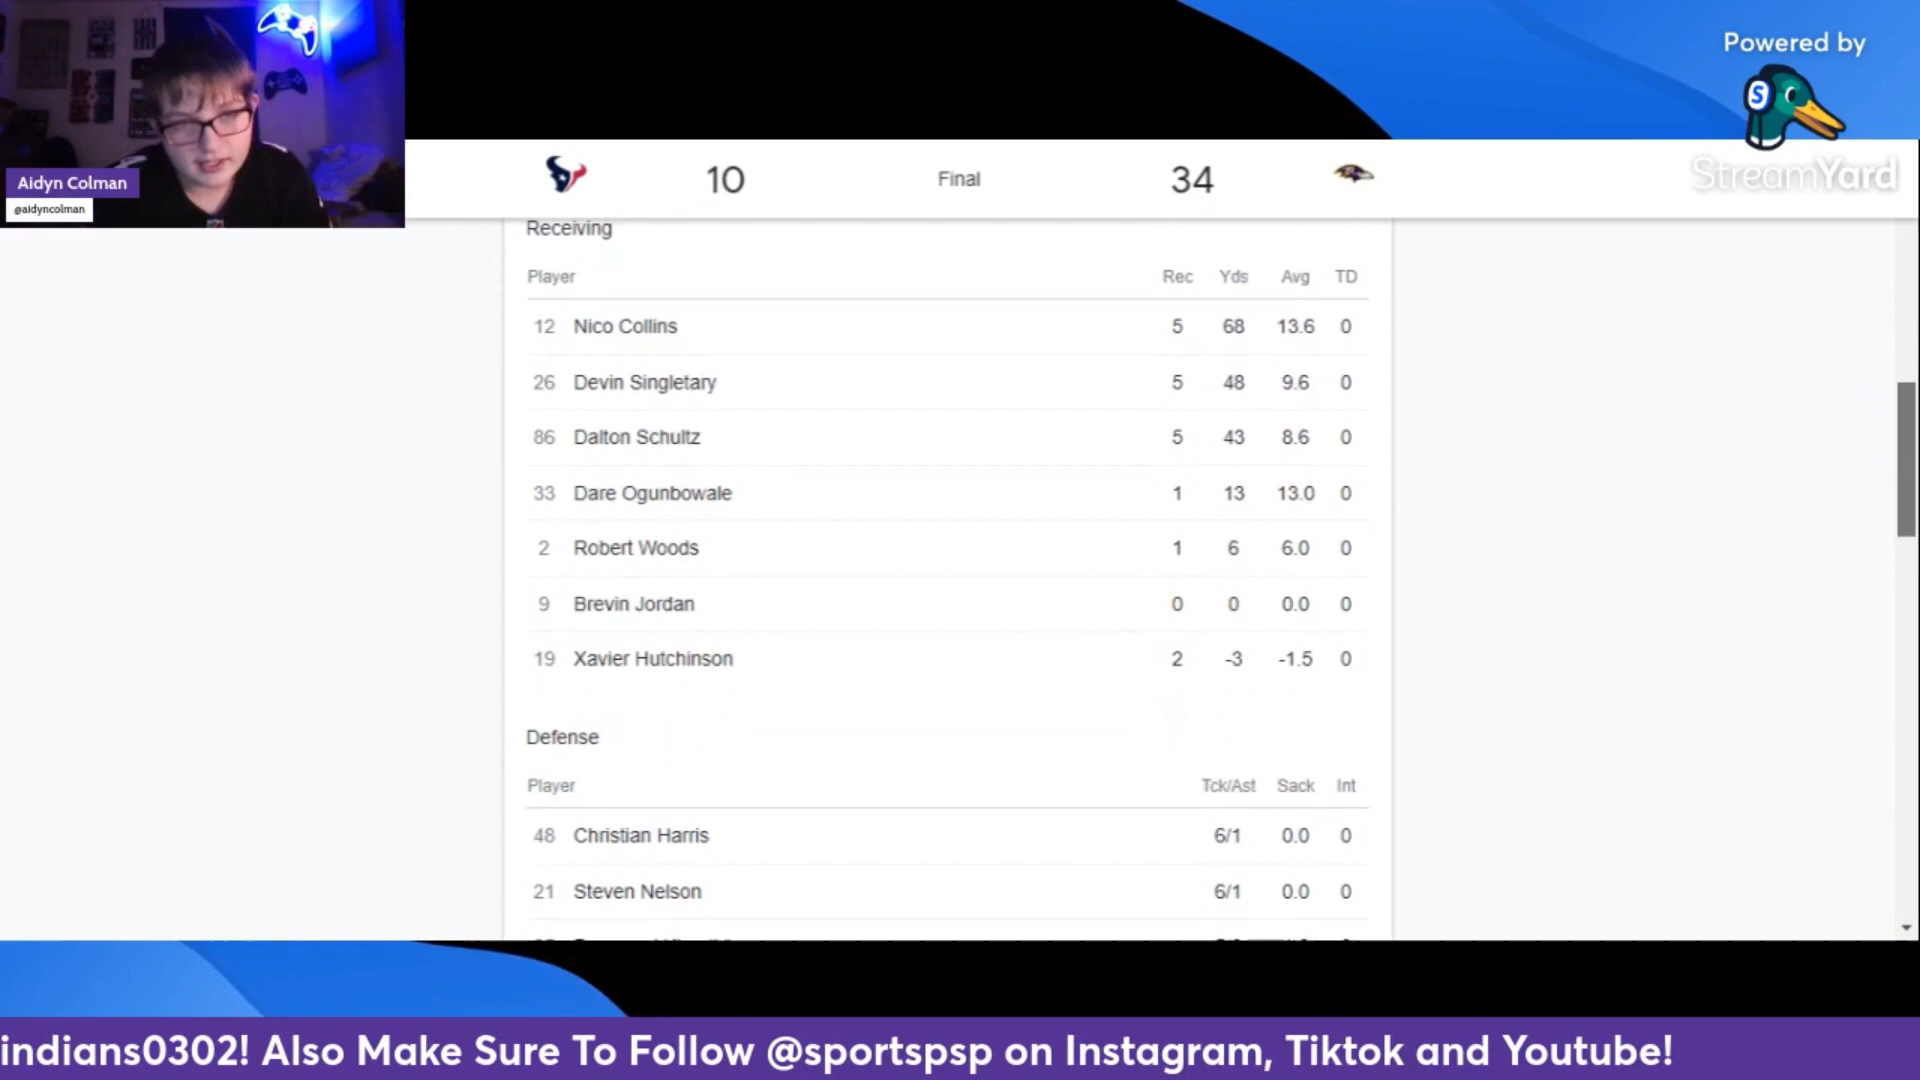 Powered by
StreamYard
Aidyn Colman
@aidyncolman
10 Final 34
Receiving
Player Rec Yds Avg TD
12 Nico Collins 5 68 13.6 0
26 Devin Singletary 5 48 9.6 0
86 Dalton Schultz 5 43 8.6 0
33 Dare Ogunbowale 1 13 13.0 0
2 Robert Woods 1 6 6.0 0
9 Brevin Jordan 0 0 0.0 0
19 Xavier Hutchinson 2 -3 -1.5 0
Defense
Player Tck/Ast Sack Int
48 Christian Harris 6/1 0.0 0
21 Steven Nelson 6/1 0.0 0
indians0302! Also Make Sure To Follow @sportspsp on Instagram, Tiktok and Youtube!